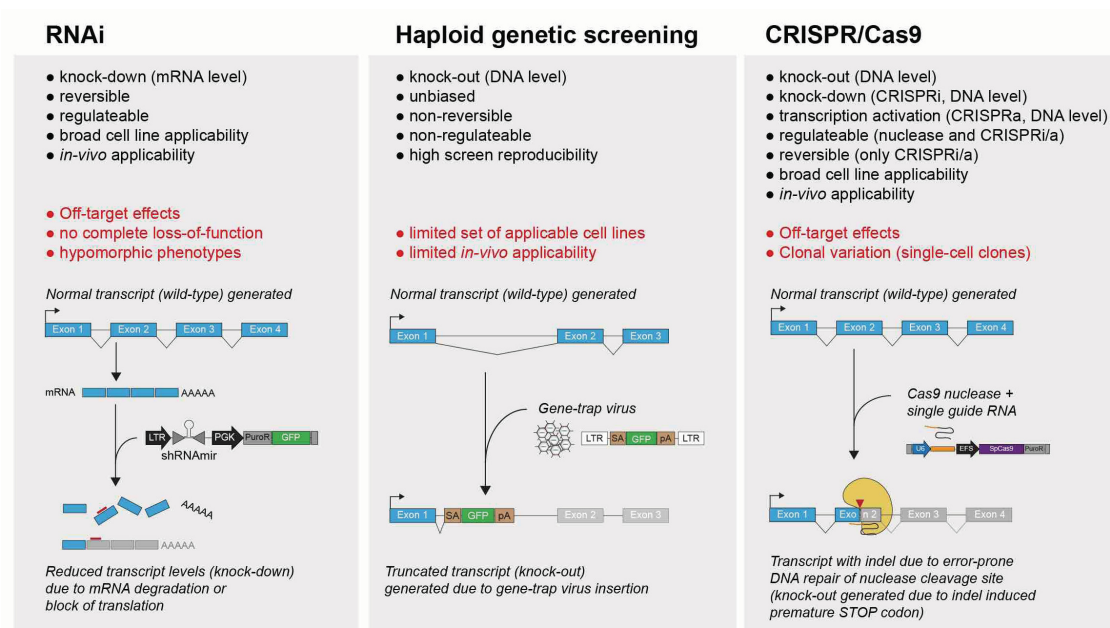 RNAi
● knock-down (mRNA level)
● reversible
● regulateable
● broad cell line applicability
● in-vivo applicability
● Off-target effects
● no complete loss-of-function
● hypomorphic phenotypes
Normal transcript (wild-type) generated
Exon 1 Exon 2 Exon 3 Exon 4
mRNA AAAAA
LTR PGK PuroR GFP
shRNAmir
AAAAA
AAAAA
Reduced transcript levels (knock-down)
due to mRNA degradation or
block of translation
Haploid genetic screening
● knock-out (DNA level)
● unbiased
● non-reversible
● non-regulateable
● high screen reproducibility
● limited set of applicable cell lines
● limited in-vivo applicability
Normal transcript (wild-type) generated
Exon 1 Exon 2 Exon 3
Gene-trap virus
LTR SA GFP pA LTR
Exon 1 SA GFP pA Exon 2 Exon 3
Truncated transcript (knock-out)
generated due to gene-trap virus insertion
CRISPR/Cas9
● knock-out (DNA level)
● knock-down (CRISPRi, DNA level)
● transcription activation (CRISPRa, DNA level)
● regulateable (nuclease and CRISPRi/a)
● reversible (only CRISPRi/a)
● broad cell line applicability
● in-vivo applicability
● Off-target effects
● Clonal variation (single-cell clones)
Normal transcript (wild-type) generated
Exon 1 Exon 2 Exon 3 Exon 4
Cas9 nuclease +
single guide RNA
U6 EFS SpCas9 PuroR
Exon 1 Exo n 2 Exon 3 Exon 4
Transcript with indel due to error-prone
DNA repair of nuclease cleavage site
(knock-out generated due to indel induced
premature STOP codon)